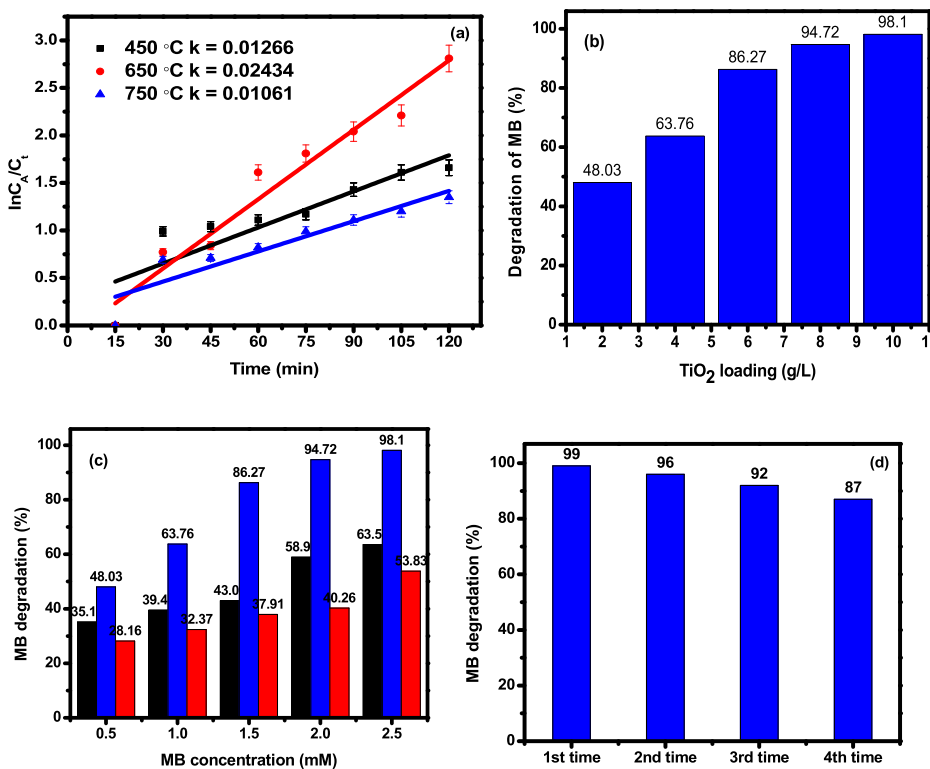 (a)
450 °C k = 0.01266
650 °C k = 0.02434
750 °C k = 0.01061
3.0
2.5
2.0
1.5
1.0
0.5
0.0
lnC_A/C_t
0 15 30 45 60 75 90 105 120
Time (min)
(b)
100
80
60
40
20
0
Degradation of MB (%)
48.03
63.76
86.27
94.72
98.1
1 2 3 4 5 6 7 8 9 10 1
TiO2 loading (g/L)
(c)
100
80
60
40
20
0
MB degradation (%)
35.1 48.03 28.16
39.4 63.76 32.37
43.0 86.27 37.91
58.9 94.72 40.26
63.5 98.1 53.83
0.5 1.0 1.5 2.0 2.5
MB concentration (mM)
(d)
100
80
60
40
20
0
MB degradation (%)
99 96 92 87
1st time 2nd time 3rd time 4th time